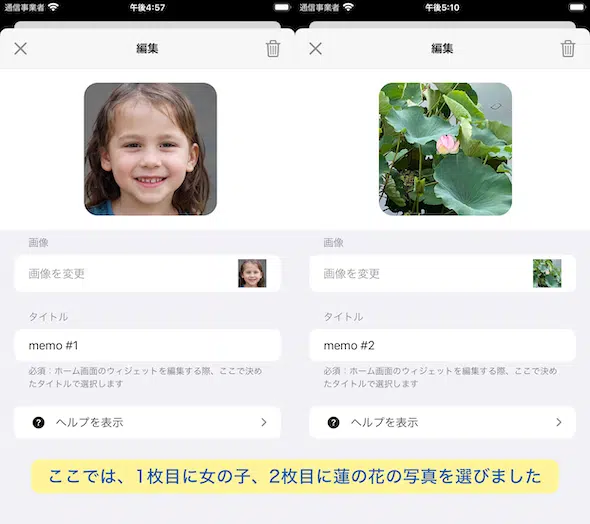 通信事業者 午後4:57
編集
画像
画像を変更
タイトル
memo #1
必須：ホーム画面のウィジェットを編集する際、ここで決め
たタイトルで選択します
? ヘルプを表示
通信事業者 午後5:10
編集
画像
画像を変更
タイトル
memo #2
必須：ホーム画面のウィジェットを編集する際、ここで決め
たタイトルで選択します
? ヘルプを表示
ここでは、1枚目に女の子、2枚目に蓮の花の写真を選びました